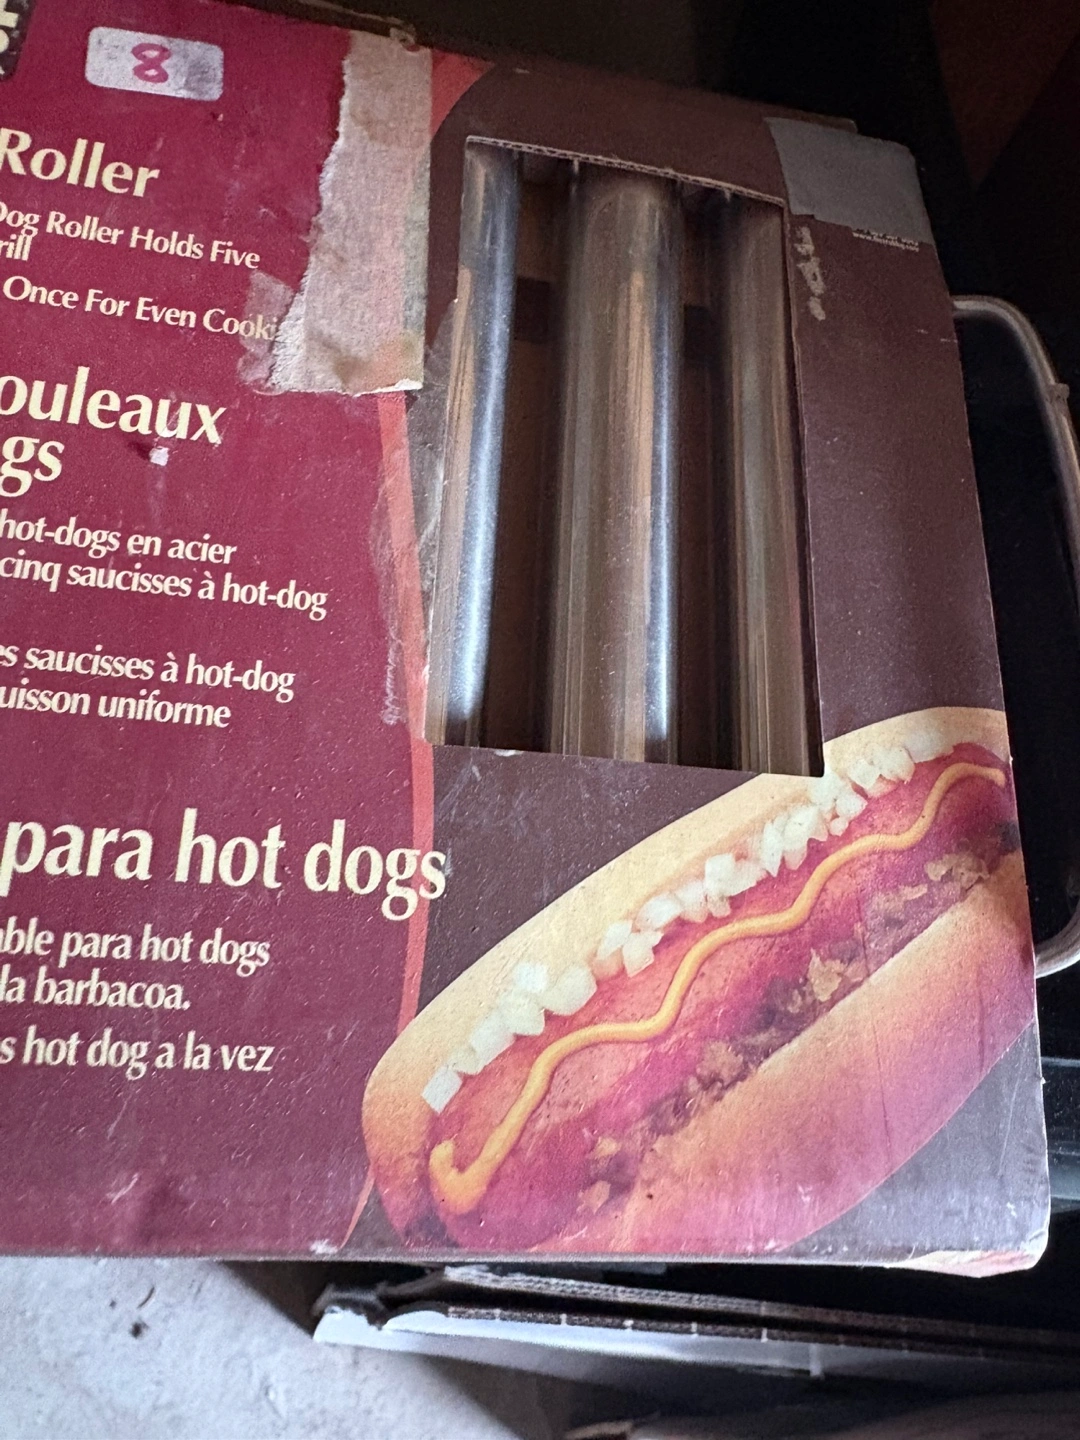 8
Roller
Dog Roller Holds Five
rill
Once For Even Cooki
ouleaux
gs
hot-dogs en acier
cinq saucisses à hot-dog
es saucisses à hot-dog
uisson uniforme
para hot dogs
able para hot dogs
la barbacoa.
s hot dog a la vez